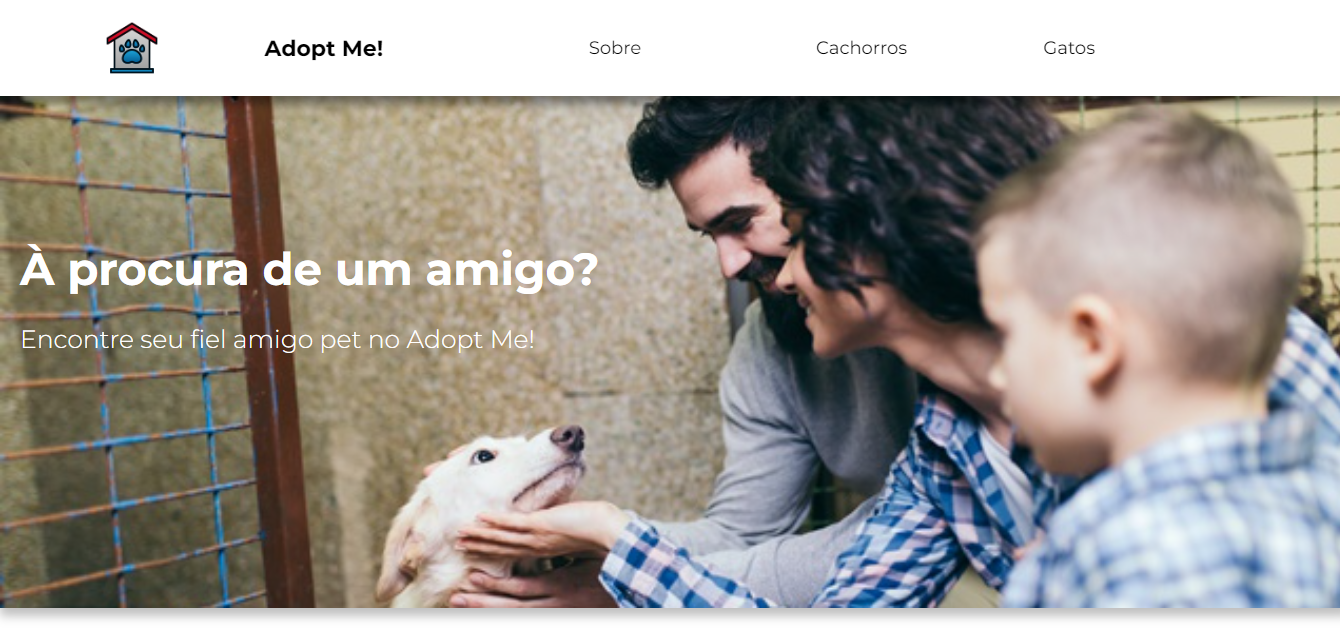 Adopt Me!
Sobre
Cachorros
Gatos
À procura de um amigo?
Encontre seu fiel amigo pet no Adopt Me!